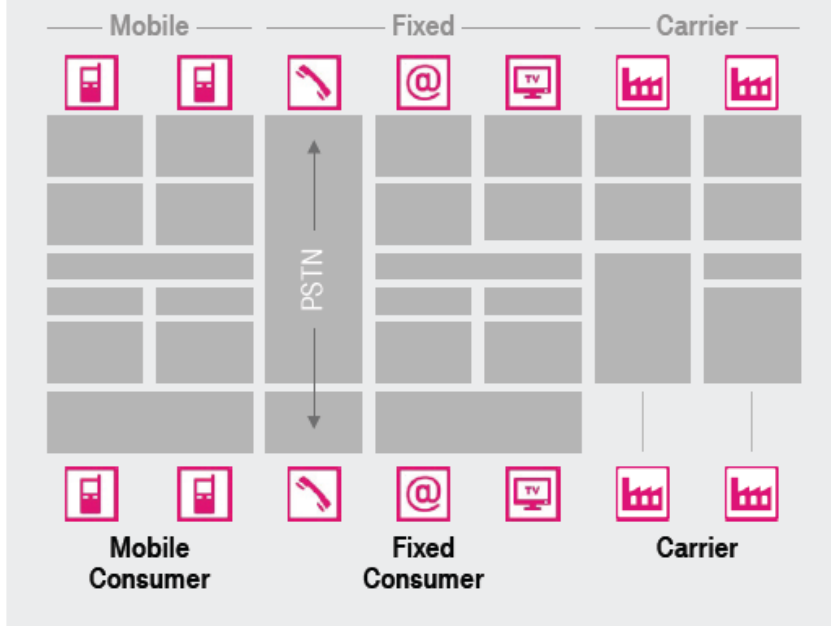 Mobile Fixed Carrier
@ TV
PSTN
@ TV
Mobile Fixed Carrier
Consumer Consumer